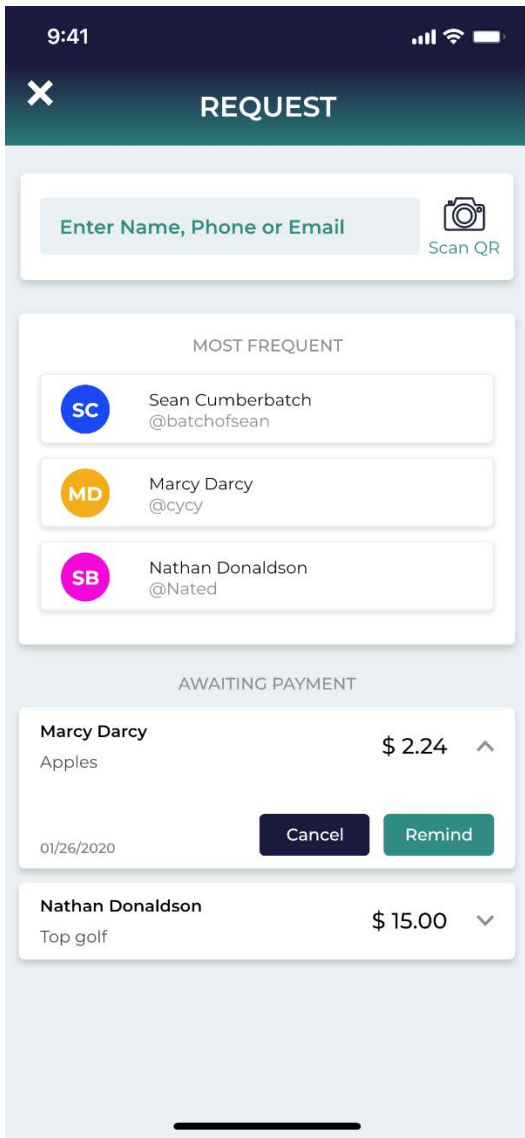 9:41
REQUEST
Enter Name, Phone or Email
Scan QR
MOST FREQUENT
SC
Sean Cumberbatch
@batchofsean
MD
Marcy Darcy
@cycy
SB
Nathan Donaldson
@Nated
AWAITING PAYMENT
Marcy Darcy
Apples
$ 2.24
01/26/2020
Cancel
Remind
Nathan Donaldson
Top golf
$ 15.00